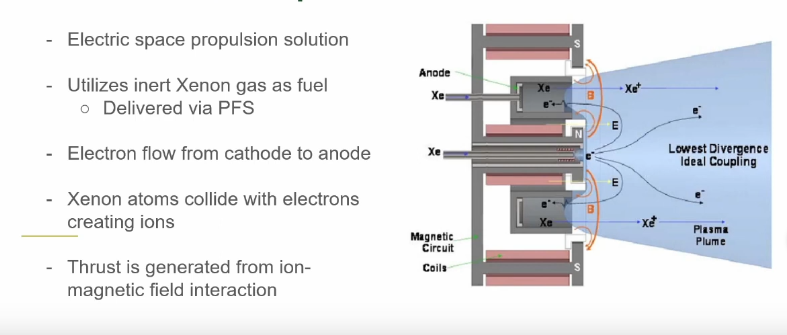 - Electric space propulsion solution
- Utilizes inert Xenon gas as fuel
○ Delivered via PFS
- Electron flow from cathode to anode
- Xenon atoms collide with electrons
creating ions
- Thrust is generated from ion-
magnetic field interaction
S
Anode
Xe
Xe
e⁻
B
Xe⁺
E
e⁻
N
Xe
e⁻
Lowest Divergence
Ideal Coupling
E
e⁻
e⁻
B
Xe
Xe⁺
Plasma
Plume
Magnetic
Circuit
Coils
S